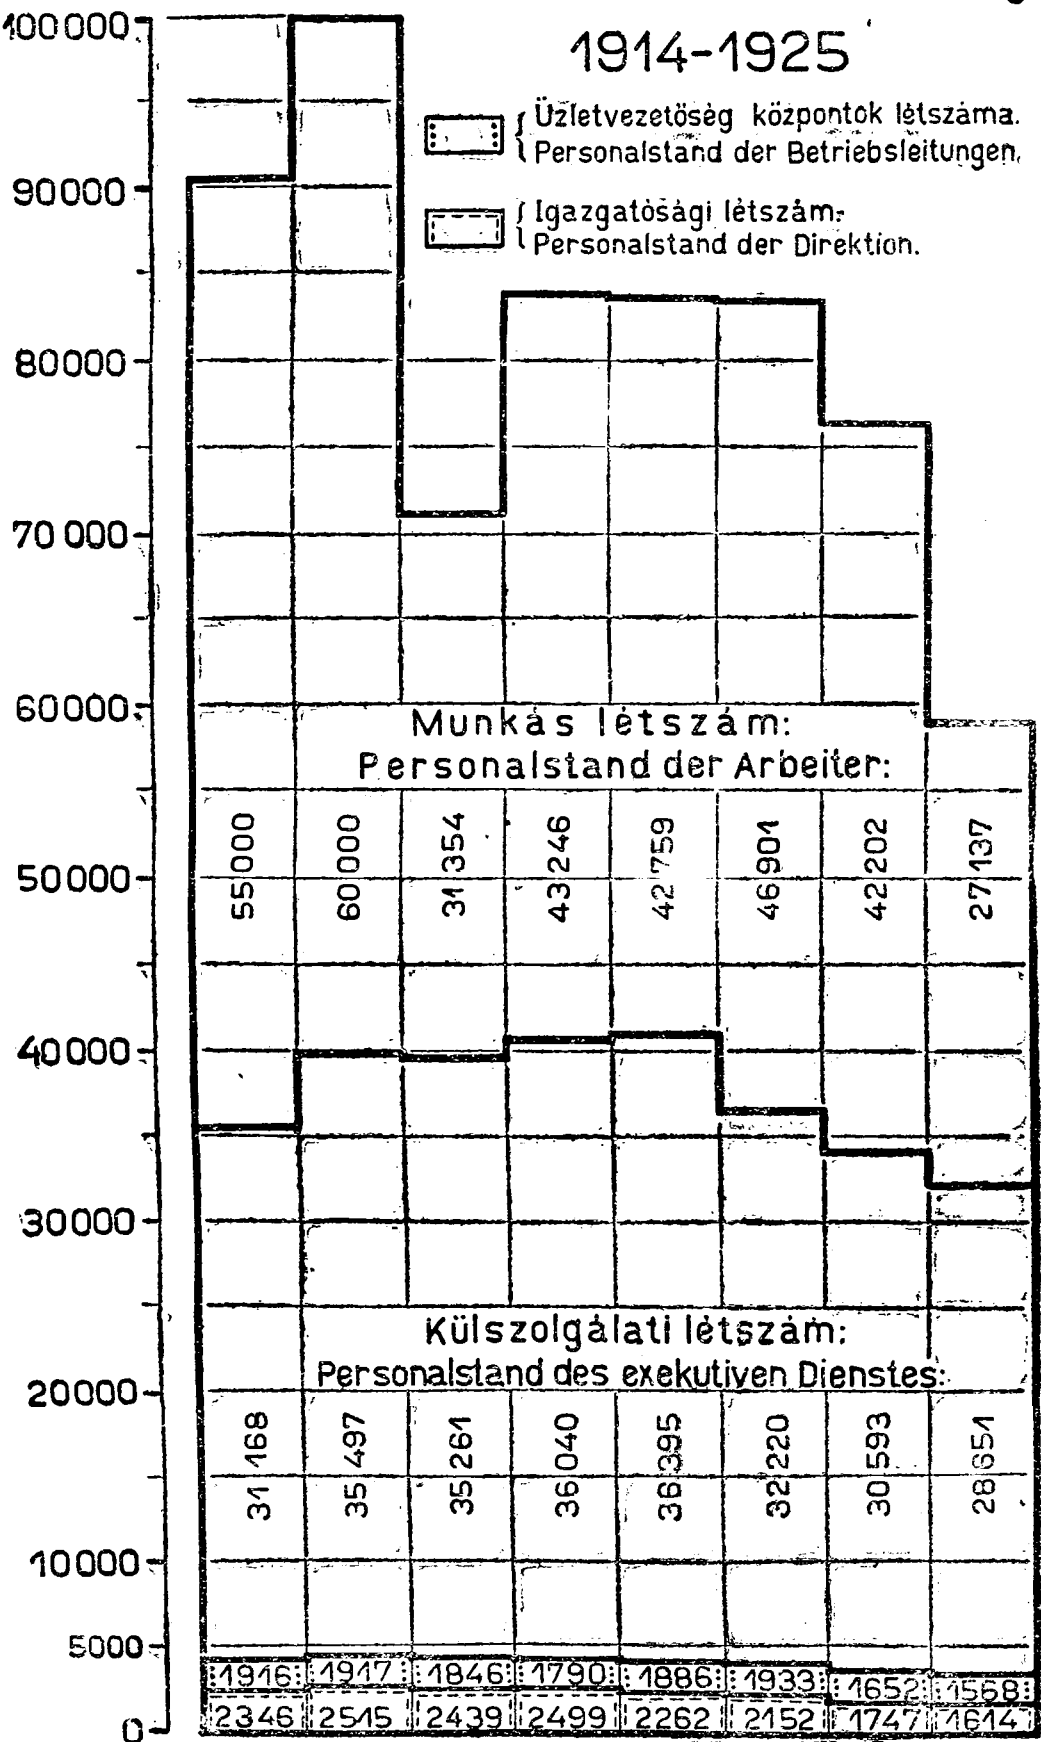 1914-1925
Üzletvezetöség központok létszáma.
Personalstand der Betriebsleitungen.
Igazgatósági létszám:
Personalstand der Direktion.
100000
90000
80000
70 000
60000
50000
40000
30000
20000
10000
5000
0
Munkás létszám:
Personalstand der Arbeiter:
55000 60000 31354 43246 42759 46901 42202 27137
Külszolgálati létszám:
Personalstand des exekutiven Dienstes:
31168 35497 35261 36040 36395 32220 30593 28651
1916 1917 1846 1790 1886 1933 1652 1568
2346 2515 2439 2499 2262 2152 1747 1614